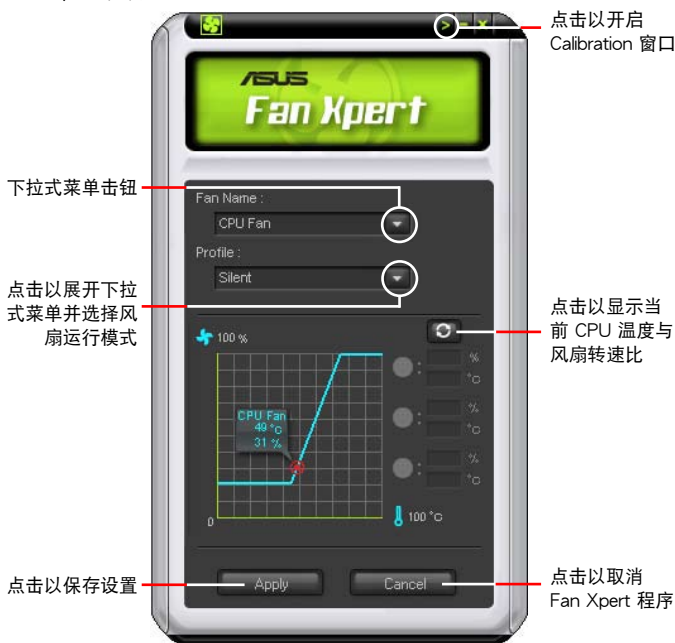 点击以开启
Calibration 窗口
> - x
ASUS
Fan Xpert
下拉式菜单击钮
Fan Name :
CPU Fan
Profile :
Silent
点击以展开下拉
式菜单并选择风
扇运行模式
点击以显示当
前 CPU 温度与
风扇转速比
100 %
: %
°C
CPU Fan
49 °C
31 %
: %
°C
: %
°C
0
100 °C
点击以保存设置
Apply
Cancel
点击以取消
Fan Xpert 程序